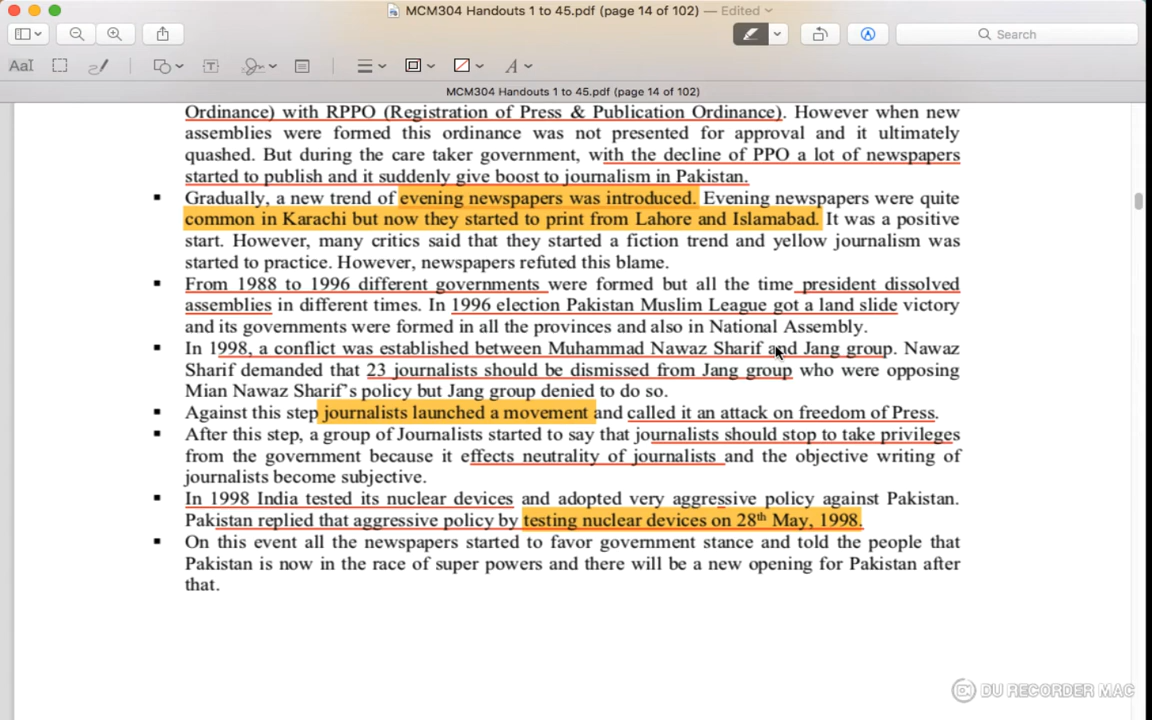 MCM304 Handouts 1 to 45.pdf (page 14 of 102) — Edited
Search
AaI
T
A
MCM304 Handouts 1 to 45.pdf (page 14 of 102)
Ordinance) with RPPO (Registration of Press & Publication Ordinance). However when new
assemblies were formed this ordinance was not presented for approval and it ultimately
quashed. But during the care taker government, with the decline of PPO a lot of newspapers
started to publish and it suddenly give boost to journalism in Pakistan.
▪ Gradually, a new trend of evening newspapers was introduced. Evening newspapers were quite
common in Karachi but now they started to print from Lahore and Islamabad. It was a positive
start. However, many critics said that they started a fiction trend and yellow journalism was
started to practice. However, newspapers refuted this blame.
▪ From 1988 to 1996 different governments were formed but all the time president dissolved
assemblies in different times. In 1996 election Pakistan Muslim League got a land slide victory
and its governments were formed in all the provinces and also in National Assembly.
▪ In 1998, a conflict was established between Muhammad Nawaz Sharif and Jang group. Nawaz
Sharif demanded that 23 journalists should be dismissed from Jang group who were opposing
Mian Nawaz Sharif's policy but Jang group denied to do so.
▪ Against this step journalists launched a movement and called it an attack on freedom of Press.
▪ After this step, a group of Journalists started to say that journalists should stop to take privileges
from the government because it effects neutrality of journalists and the objective writing of
journalists become subjective.
▪ In 1998 India tested its nuclear devices and adopted very aggressive policy against Pakistan.
Pakistan replied that aggressive policy by testing nuclear devices on 28th May, 1998.
▪ On this event all the newspapers started to favor government stance and told the people that
Pakistan is now in the race of super powers and there will be a new opening for Pakistan after
that.
DU RECORDER MAC